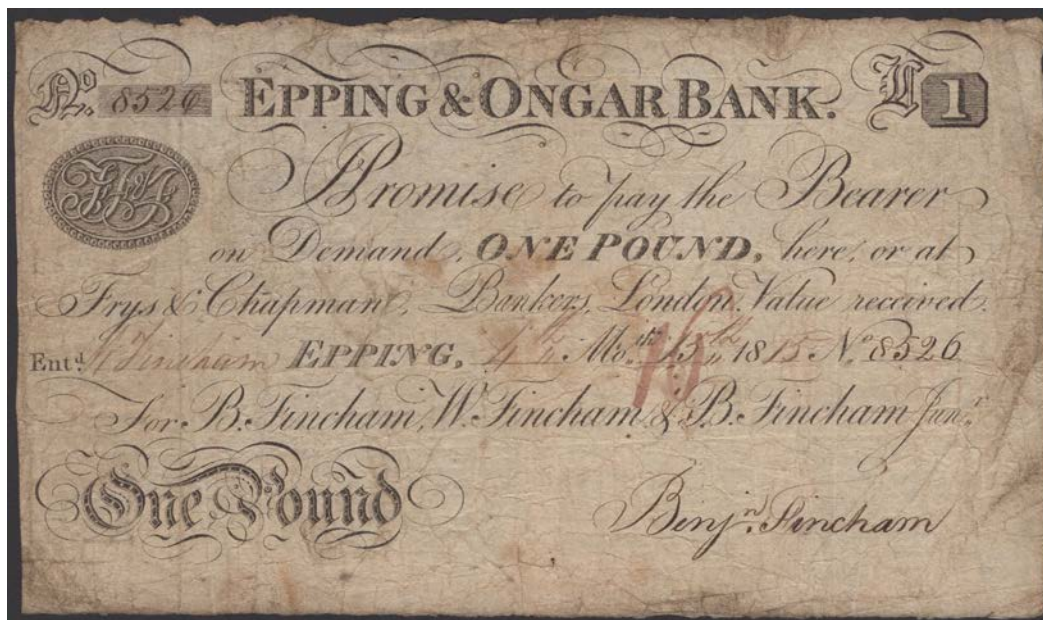 No. 8526 EPPING & ONGAR BANK. £1
I Promise to pay the Bearer
on Demand, ONE POUND, here, or at
Frys & Chapman, Bankers, London, Value received.
Entd. W Fincham EPPING, 4th Mo.th 15th 1815 No. 8526
For B. Fincham, W. Fincham & B. Fincham Junr.
One Pound Benjn. Fincham